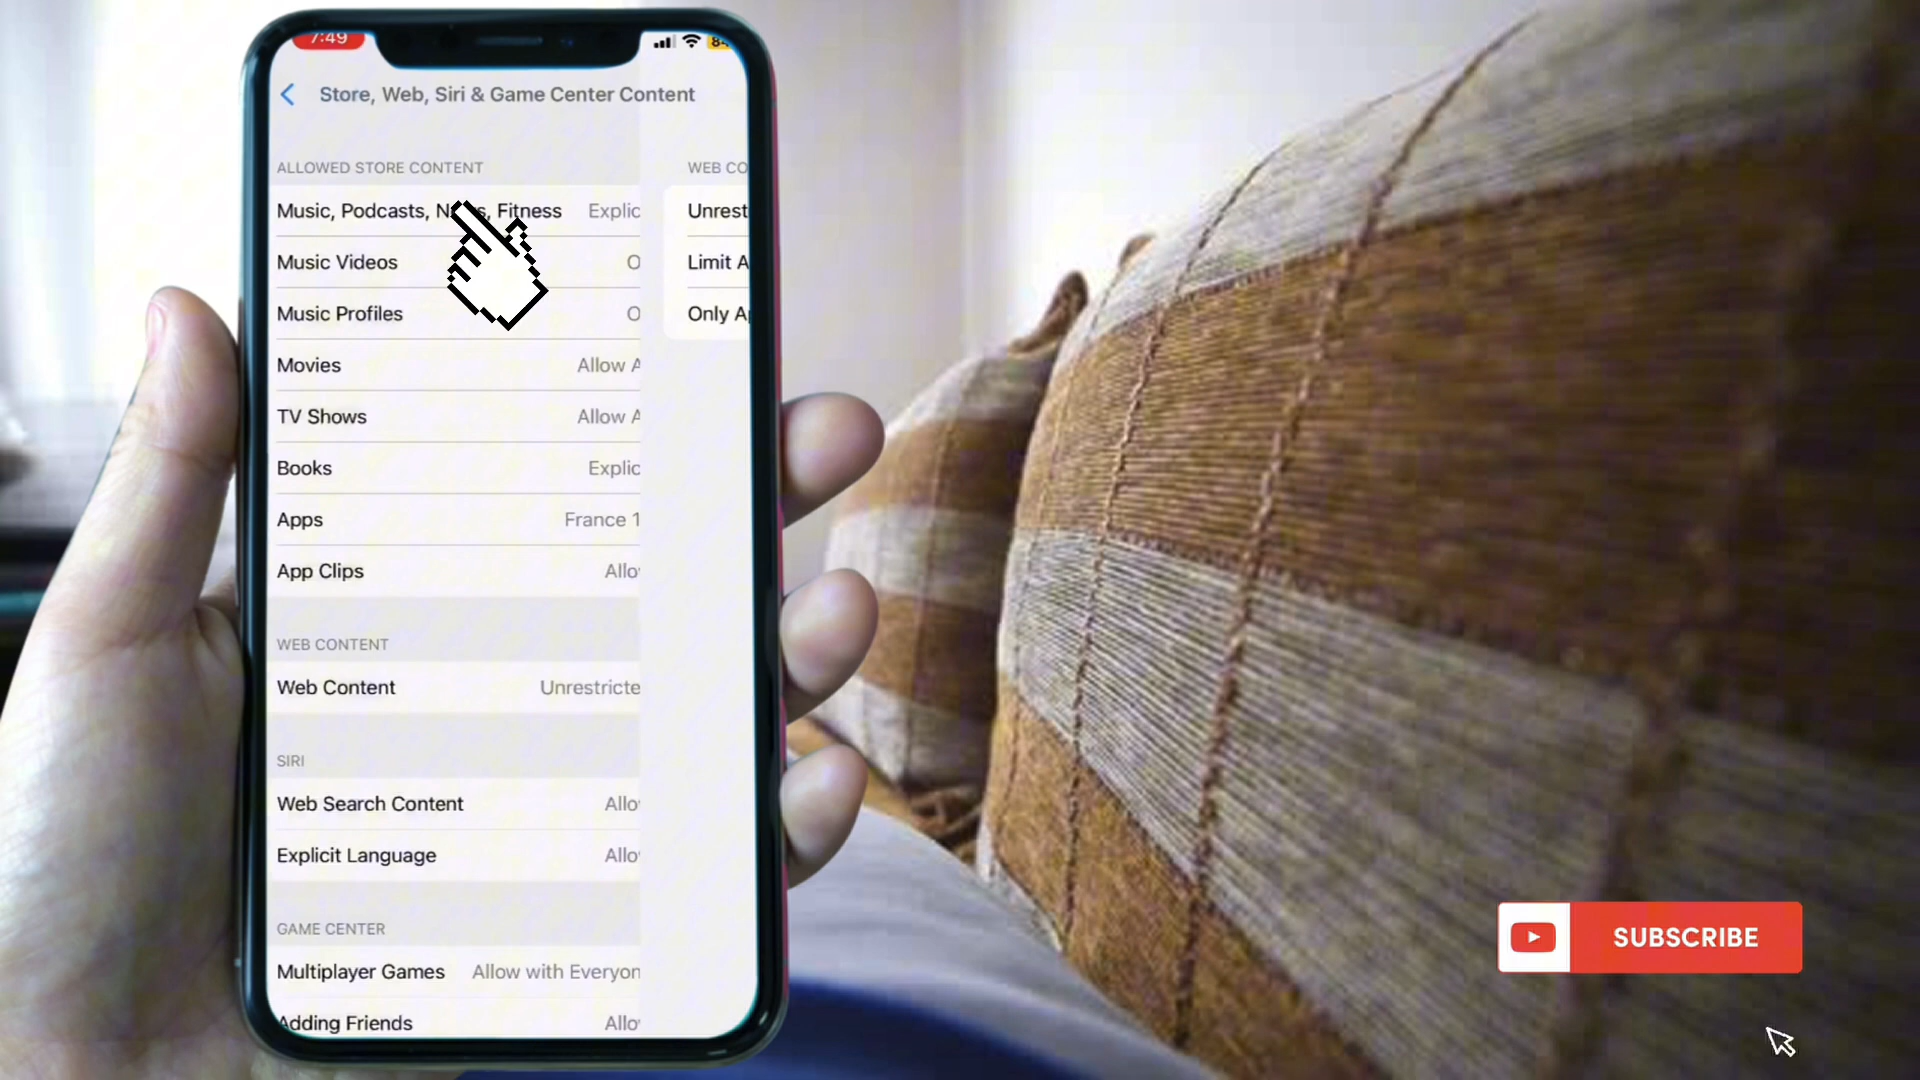 7:49
84
Store, Web, Siri & Game Center Content
ALLOWED STORE CONTENT
WEB CO
Music, Podcasts, News, Fitness Explic
Unrest
Music Videos O
Limit A
Music Profiles O
Only A
Movies Allow A
TV Shows Allow A
Books Explic
Apps France 1
App Clips Allo
WEB CONTENT
Web Content Unrestricte
SIRI
Web Search Content Allo
Explicit Language Allo
GAME CENTER
Multiplayer Games Allow with Everyon
Adding Friends Allo
SUBSCRIBE